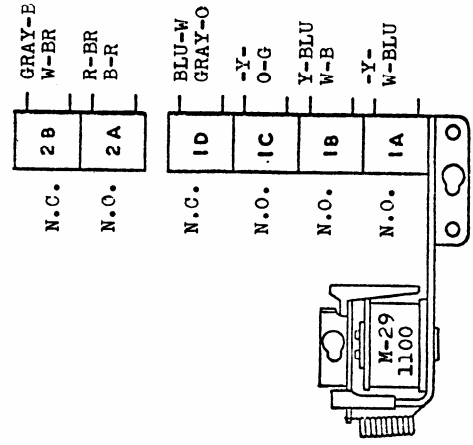 GRAY-B
W-BR
R-BR
B-R
BLU-W
GRAY-O
-Y-
O-G
Y-BLU
W-B
-Y-
W-BLU
2B
2A
1D
1C
1B
1A
N.C.
N.O.
N.C.
N.O.
N.O.
N.O.
M-29
1100